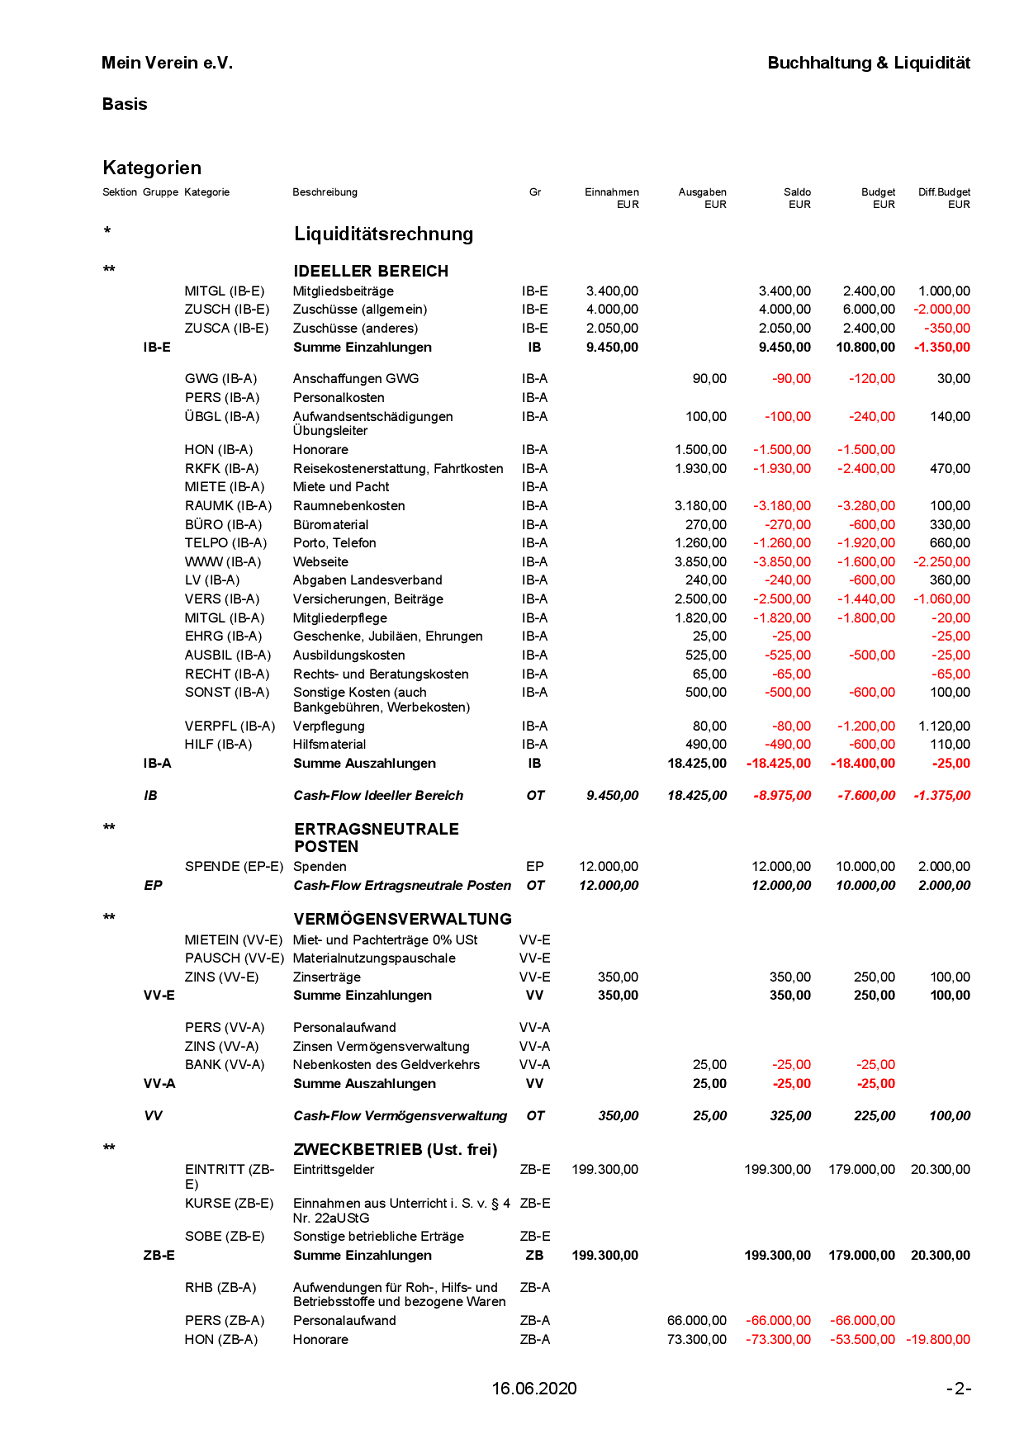 Mein Verein e.V. Buchhaltung & Liquidität
Basis
Kategorien
Sektion Gruppe Kategorie Beschreibung Gr Einnahmen Ausgaben Saldo Budget Diff.Budget
EUR EUR EUR EUR EUR
* Liquiditätsrechnung
** IDEELLER BEREICH
MITGL (IB-E) Mitgliedsbeiträge IB-E 3.400,00 3.400,00 2.400,00 1.000,00
ZUSCH (IB-E) Zuschüsse (allgemein) IB-E 4.000,00 4.000,00 6.000,00 -2.000,00
ZUSCA (IB-E) Zuschüsse (anderes) IB-E 2.050,00 2.050,00 2.400,00 -350,00
IB-E Summe Einzahlungen IB 9.450,00 9.450,00 10.800,00 -1.350,00
GWG (IB-A) Anschaffungen GWG IB-A 90,00 -90,00 -120,00 30,00
PERS (IB-A) Personalkosten IB-A
ÜBGL (IB-A) Aufwandsentschädigungen IB-A 100,00 -100,00 -240,00 140,00
Übungsleiter
HON (IB-A) Honorare IB-A 1.500,00 -1.500,00 -1.500,00
RKFK (IB-A) Reisekostenerstattung, Fahrtkosten IB-A 1.930,00 -1.930,00 -2.400,00 470,00
MIETE (IB-A) Miete und Pacht IB-A
RAUMK (IB-A) Raumnebenkosten IB-A 3.180,00 -3.180,00 -3.280,00 100,00
BÜRO (IB-A) Büromaterial IB-A 270,00 -270,00 -600,00 330,00
TELPO (IB-A) Porto, Telefon IB-A 1.260,00 -1.260,00 -1.920,00 660,00
WWW (IB-A) Webseite IB-A 3.850,00 -3.850,00 -1.600,00 -2.250,00
LV (IB-A) Abgaben Landesverband IB-A 240,00 -240,00 -600,00 360,00
VERS (IB-A) Versicherungen, Beiträge IB-A 2.500,00 -2.500,00 -1.440,00 -1.060,00
MITGL (IB-A) Mitgliederpflege IB-A 1.820,00 -1.820,00 -1.800,00 -20,00
EHRG (IB-A) Geschenke, Jubiläen, Ehrungen IB-A 25,00 -25,00 -25,00
AUSBIL (IB-A) Ausbildungskosten IB-A 525,00 -525,00 -500,00 -25,00
RECHT (IB-A) Rechts- und Beratungskosten IB-A 65,00 -65,00 -65,00
SONST (IB-A) Sonstige Kosten (auch IB-A 500,00 -500,00 -600,00 100,00
Bankgebühren, Werbekosten)
VERPFL (IB-A) Verpflegung IB-A 80,00 -80,00 -1.200,00 1.120,00
HILF (IB-A) Hilfsmaterial IB-A 490,00 -490,00 -600,00 110,00
IB-A Summe Auszahlungen IB 18.425,00 -18.425,00 -18.400,00 -25,00
IB Cash-Flow Ideeller Bereich OT 9.450,00 18.425,00 -8.975,00 -7.600,00 -1.375,00
** ERTRAGSNEUTRALE
POSTEN
SPENDE (EP-E) Spenden EP 12.000,00 12.000,00 10.000,00 2.000,00
EP Cash-Flow Ertragsneutrale Posten OT 12.000,00 12.000,00 10.000,00 2.000,00
** VERMÖGENSVERWALTUNG
MIETEIN (VV-E) Miet- und Pachterträge 0% USt VV-E
PAUSCH (VV-E) Materialnutzungspauschale VV-E
ZINS (VV-E) Zinserträge VV-E 350,00 350,00 250,00 100,00
VV-E Summe Einzahlungen VV 350,00 350,00 250,00 100,00
PERS (VV-A) Personalaufwand VV-A
ZINS (VV-A) Zinsen Vermögensverwaltung VV-A
BANK (VV-A) Nebenkosten des Geldverkehrs VV-A 25,00 -25,00 -25,00
VV-A Summe Auszahlungen VV 25,00 -25,00 -25,00
VV Cash-Flow Vermögensverwaltung OT 350,00 25,00 325,00 225,00 100,00
** ZWECKBETRIEB (Ust. frei)
EINTRITT (ZB- Eintrittsgelder ZB-E 199.300,00 199.300,00 179.000,00 20.300,00
E)
KURSE (ZB-E) Einnahmen aus Unterricht i. S. v. § 4 ZB-E
Nr. 22aUStG
SOBE (ZB-E) Sonstige betriebliche Erträge ZB-E
ZB-E Summe Einzahlungen ZB 199.300,00 199.300,00 179.000,00 20.300,00
RHB (ZB-A) Aufwendungen für Roh-, Hilfs- und ZB-A
Betriebsstoffe und bezogene Waren
PERS (ZB-A) Personalaufwand ZB-A 66.000,00 -66.000,00 -66.000,00
HON (ZB-A) Honorare ZB-A 73.300,00 -73.300,00 -53.500,00 -19.800,00
16.06.2020 -2-